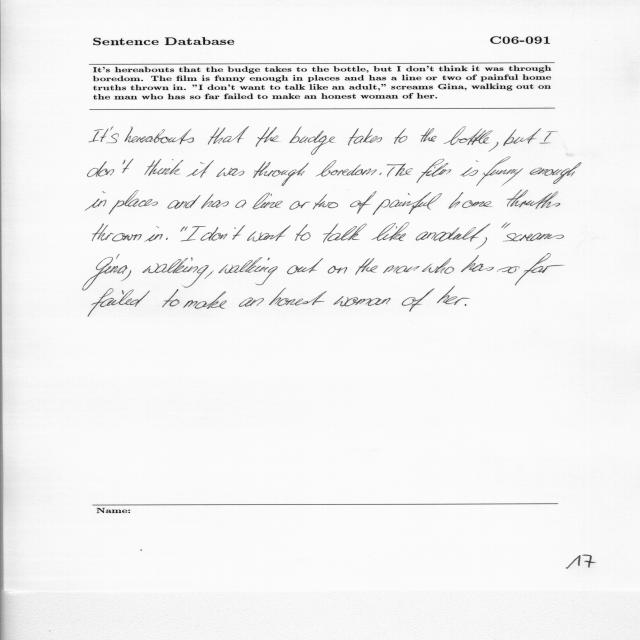 Sentence Database C06-091
It's hereabouts that the budge takes to the bottle, but I don't think it was through
boredom. The film is funny enough in places and has a line or two of painful home
truths thrown in. "I don't want to talk like an adult," screams Gina, walking out on
the man who has so far failed to make an honest woman of her.
It's hereabouts that the budge takes to the bottle, but I
don't think it was through boredom. The film is funny enough
in places and has a line or two of painful home thruths
thrown in. "I don't want to talk like anadult," screams
Gina, walking, walking out on the man who has so far
failed to make an honest woman of her.
Name:
17